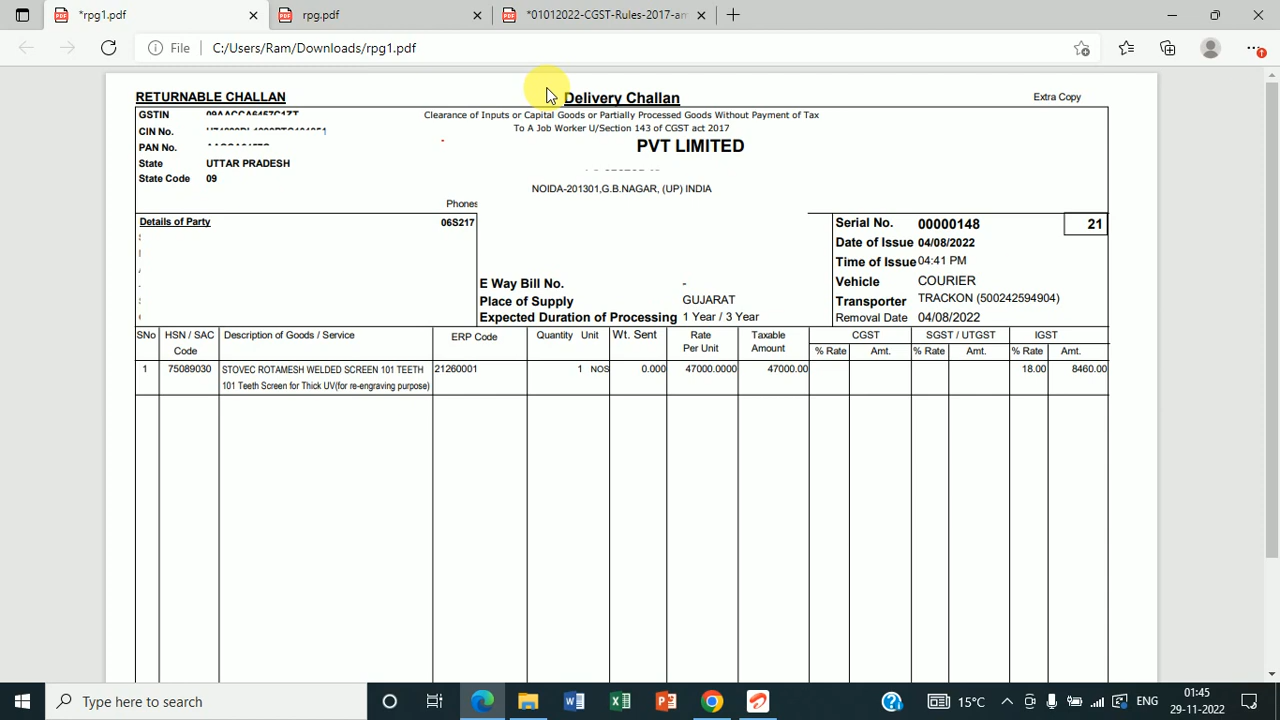 *rpg1.pdf
rpg.pdf
*01012022-CGST-Rules-2017-an
File C:/Users/Ram/Downloads/rpg1.pdf
RETURNABLE CHALLAN
Delivery Challan
Extra Copy
GSTIN
Clearance of Inputs or Capital Goods or Partially Processed Goods Without Payment of Tax
CIN No.
To A Job Worker U/Section 143 of CGST act 2017
PAN No.
PVT LIMITED
State UTTAR PRADESH
State Code 09
NOIDA-201301,G.B.NAGAR, (UP) INDIA
Phones
Details of Party 06S217
Serial No. 00000148 21
Date of Issue 04/08/2022
Time of Issue 04:41 PM
E Way Bill No. -
Vehicle COURIER
Place of Supply GUJARAT
Transporter TRACKON (500242594904)
Expected Duration of Processing 1 Year / 3 Year
Removal Date 04/08/2022
SNo HSN / SAC Code Description of Goods / Service ERP Code Quantity Unit Wt. Sent Rate Per Unit Taxable Amount CGST SGST / UTGST IGST
% Rate Amt. % Rate Amt. % Rate Amt.
1 75089030 STOVEC ROTAMESH WELDED SCREEN 101 TEETH 21260001 1 NOS 0.000 47000.0000 47000.00 18.00 8460.00
101 Teeth Screen for Thick UV(for re-engraving purpose)
Type here to search
15°C
ENG
01:45
29-11-2022